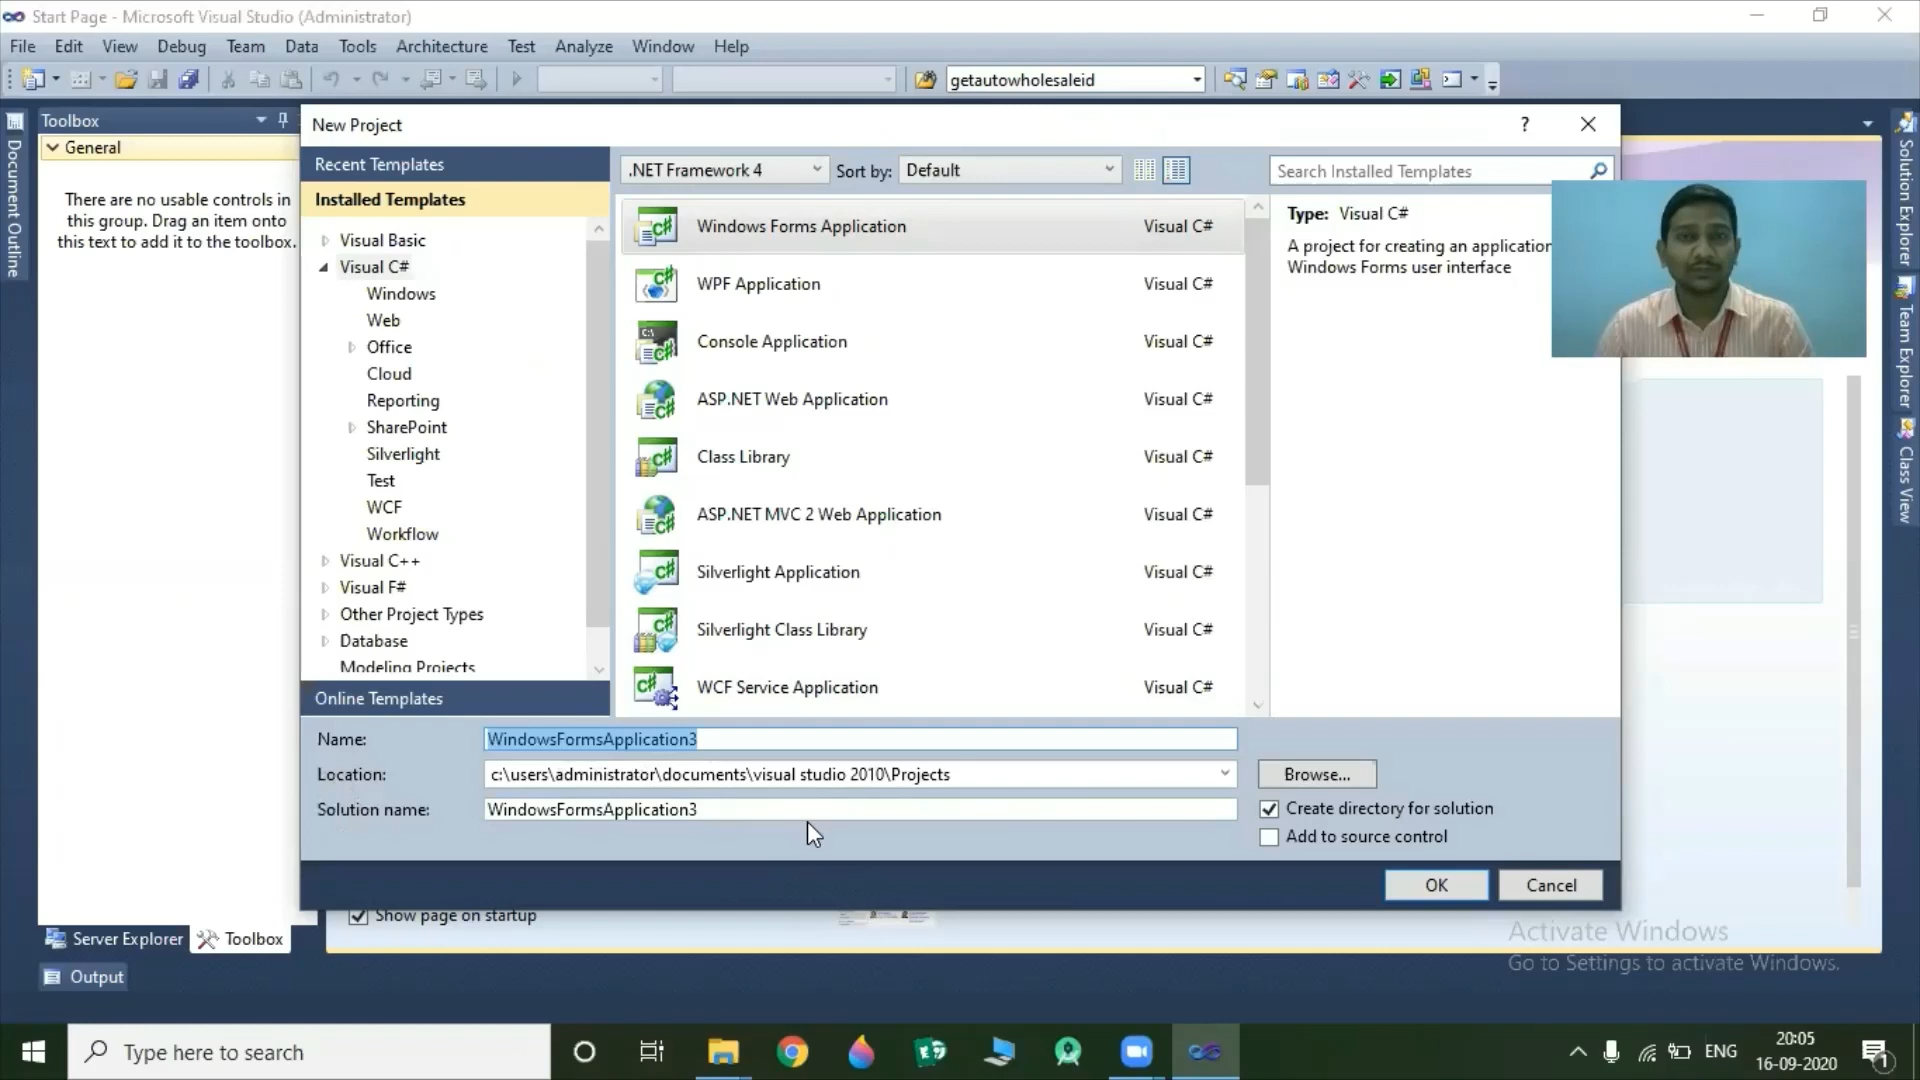 Start Page - Microsoft Visual Studio (Administrator)
File Edit View Debug Team Data Tools Architecture Test Analyze Window Help
getautowholesaleid
Toolbox
General
There are no usable controls in
this group. Drag an item onto
this text to add it to the toolbox.
Document Outline
New Project
?
Recent Templates
Installed Templates
Visual Basic
Visual C#
Windows
Web
Office
Cloud
Reporting
SharePoint
Silverlight
Test
WCF
Workflow
Visual C++
Visual F#
Other Project Types
Database
Modeling Projects
Online Templates
.NET Framework 4
Sort by: Default
Search Installed Templates
Windows Forms Application Visual C#
WPF Application Visual C#
Console Application Visual C#
ASP.NET Web Application Visual C#
Class Library Visual C#
ASP.NET MVC 2 Web Application Visual C#
Silverlight Application Visual C#
Silverlight Class Library Visual C#
WCF Service Application Visual C#
Type: Visual C#
A project for creating an application
Windows Forms user interface
Name: WindowsFormsApplication3
Location: c:\users\administrator\documents\visual studio 2010\Projects
Browse...
Solution name: WindowsFormsApplication3
Create directory for solution
Add to source control
OK
Cancel
Show page on startup
Solution Explorer
Team Explorer
Class View
Server Explorer
Toolbox
Output
Activate Windows
Go to Settings to activate Windows.
Type here to search
ENG
20:05
16-09-2020
1